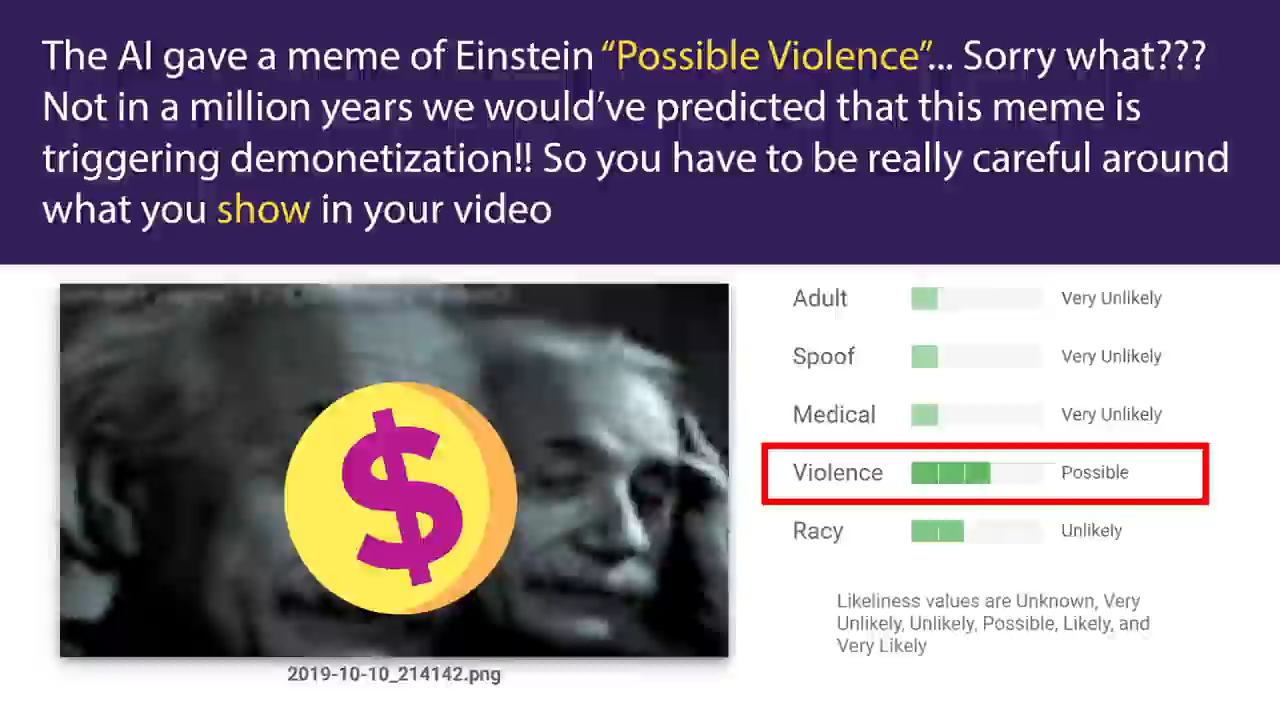 The AI gave a meme of Einstein “Possible Violence”... Sorry what???
Not in a million years we would’ve predicted that this meme is
triggering demonetization!! So you have to be really careful around
what you show in your video
Adult Very Unlikely
Spoof Very Unlikely
Medical Very Unlikely
Violence Possible
Racy Unlikely
$
Likeliness values are Unknown, Very
Unlikely, Unlikely, Possible, Likely, and
Very Likely
2019-10-10_214142.png